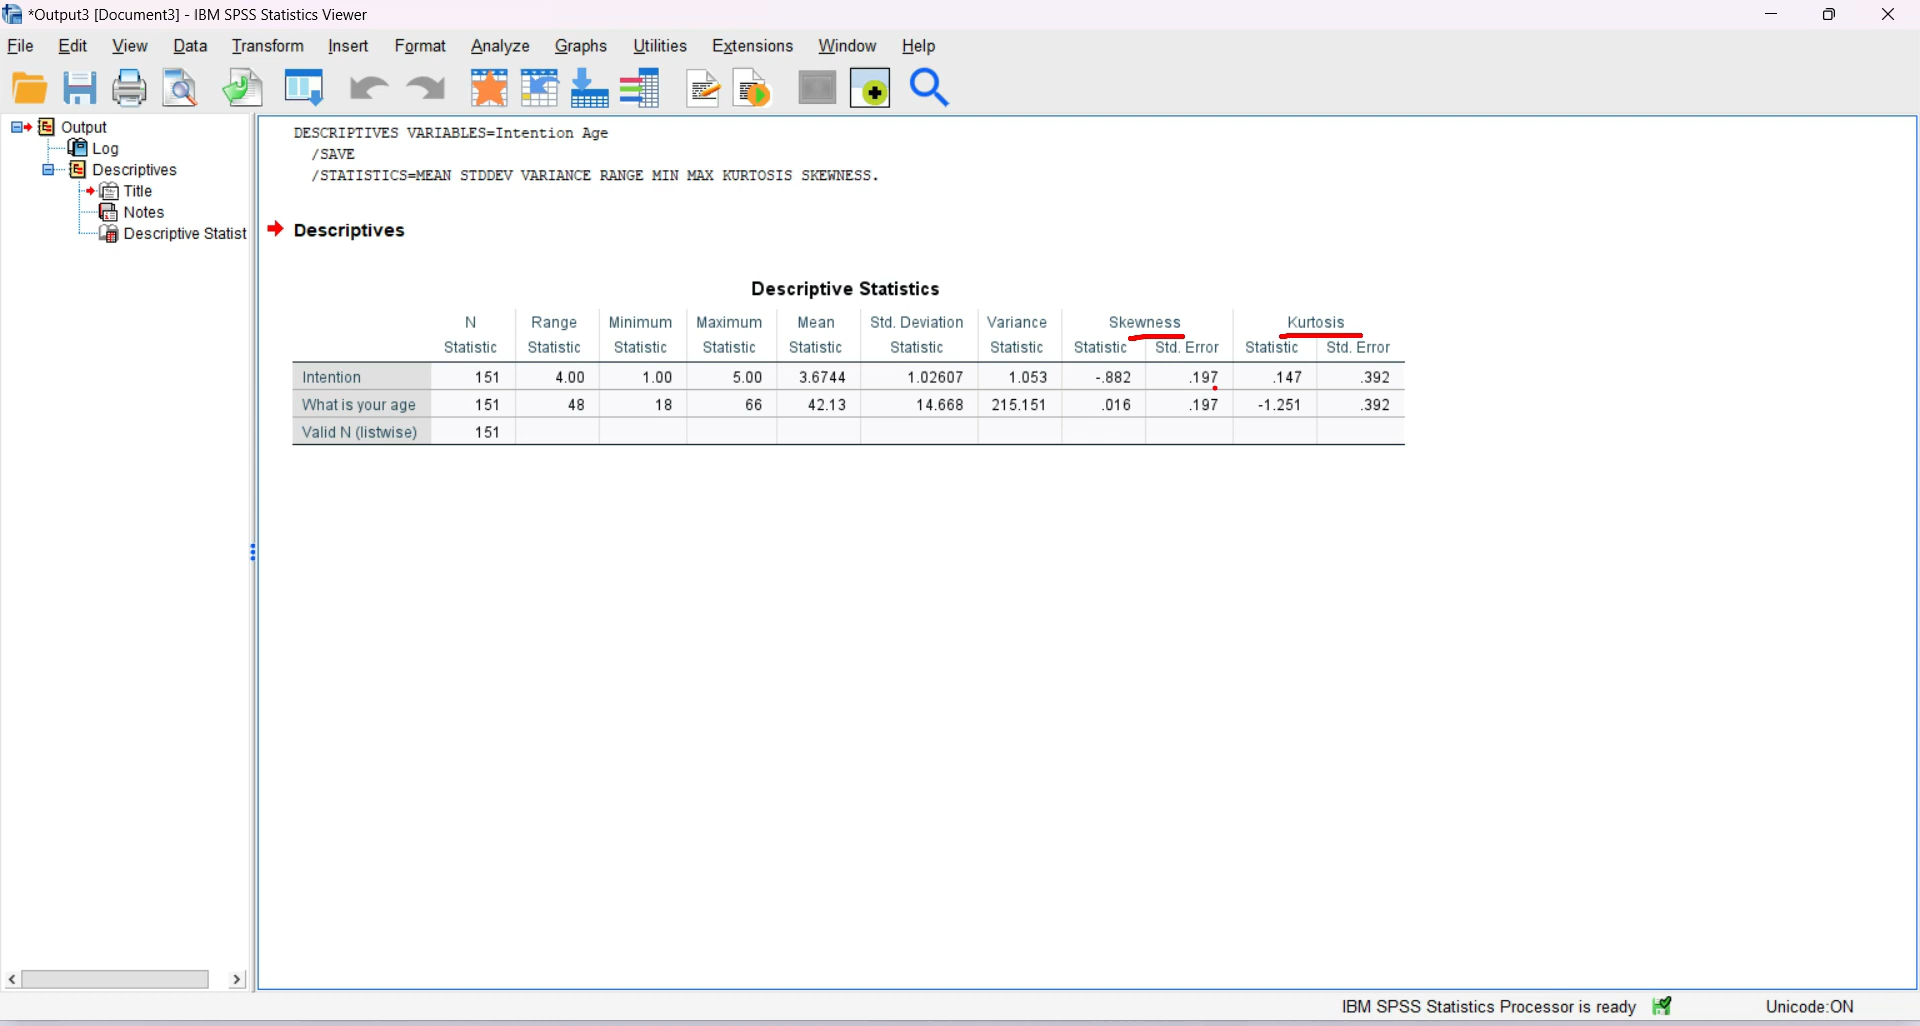 *Output3 [Document3] - IBM SPSS Statistics Viewer
File Edit View Data Transform Insert Format Analyze Graphs Utilities Extensions Window Help
Output
Log
Descriptives
Title
Notes
Descriptive Statist
DESCRIPTIVES VARIABLES=Intention Age
/SAVE
/STATISTICS=MEAN STDDEV VARIANCE RANGE MIN MAX KURTOSIS SKEWNESS.
Descriptives
Descriptive Statistics
N Range Minimum Maximum Mean Std. Deviation Variance Skewness Kurtosis
Statistic Statistic Statistic Statistic Statistic Statistic Statistic Statistic Std. Error Statistic Std. Error
Intention 151 4.00 1.00 5.00 3.6744 1.02607 1.053 -.882 .197 .147 .392
What is your age 151 48 18 66 42.13 14.668 215.151 .016 .197 -1.251 .392
Valid N (listwise) 151
IBM SPSS Statistics Processor is ready Unicode:ON